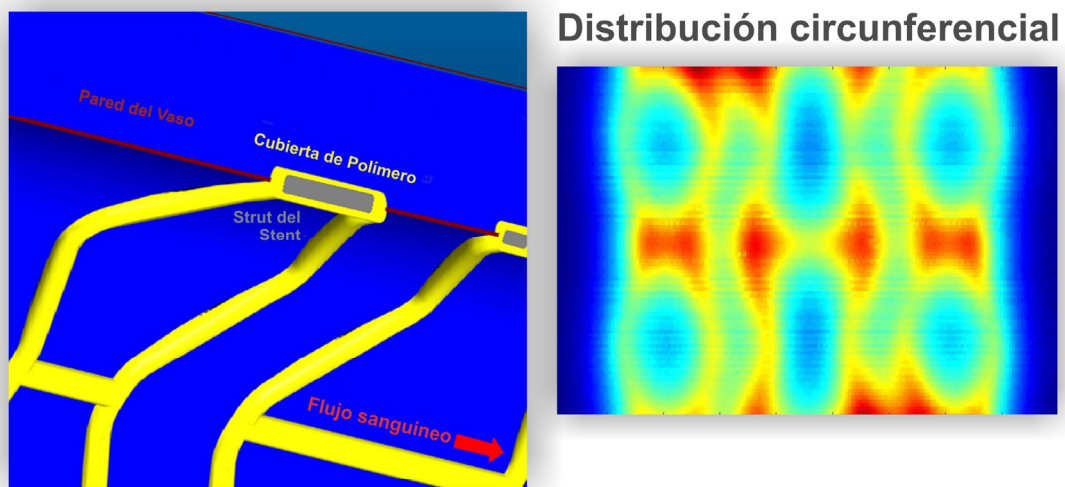 Distribución circunferencial
Pared del Vaso
Cubierta de Polímero
Strut del
Stent
Flujo sanguineo